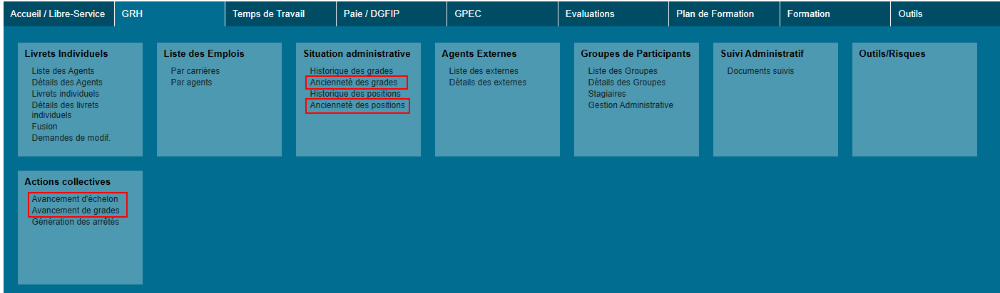 Accueil / Libre-Service
GRH
Temps de Travail
Paie / DGFIP
GPEC
Evaluations
Plan de Formation
Formation
Outils
Livrets Individuels
Liste des Agents
Détails des Agents
Livrets individuels
Détails des livrets
individuels
Fusion
Demandes de modif.
Liste des Emplois
Par carrières
Par agents
Situation administrative
Historique des grades
Ancienneté des grades
Historique des positions
Ancienneté des positions
Agents Externes
Liste des externes
Détails des externes
Groupes de Participants
Liste des Groupes
Détails des Groupes
Stagiaires
Gestion Administrative
Suivi Administratif
Documents suivis
Outils/Risques
Actions collectives
Avancement d'échelon
Avancement de grades
Génération des arrêtés